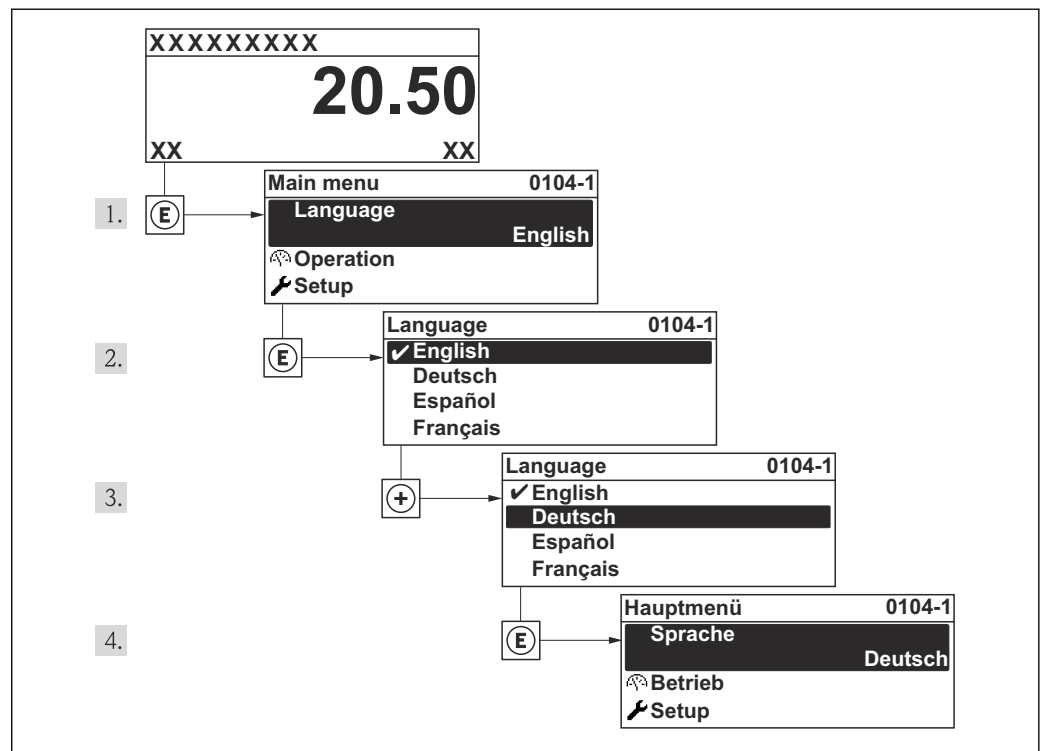 XXXXXXXXX
20.50
XX XX
1. E
Main menu 0104-1
Language
English
Operation
Setup
2. E
Language 0104-1
✔English
Deutsch
Español
Français
3. +
Language 0104-1
✔English
Deutsch
Español
Français
4. E
Hauptmenü 0104-1
Sprache
Deutsch
Betrieb
Setup